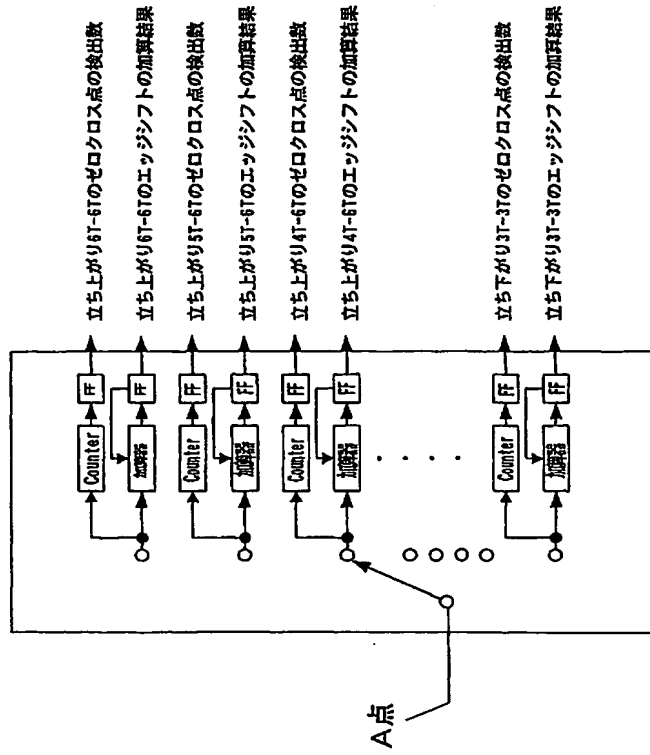 立ち上がり6T-6Tのゼロクロス点の検出数
立ち上がり6T-6Tのエッジシフトの加算結果
立ち上がり5T-6Tのゼロクロス点の検出数
立ち上がり5T-6Tのエッジシフトの加算結果
立ち上がり4T-6Tのゼロクロス点の検出数
立ち上がり4T-6Tのエッジシフトの加算結果
立ち下がり3T-3Tのゼロクロス点の検出数
立ち下がり3T-3Tのエッジシフトの加算結果
Counter
FF
加算器
FF
Counter
FF
加算器
FF
Counter
FF
加算器
FF
Counter
FF
加算器
FF
A点